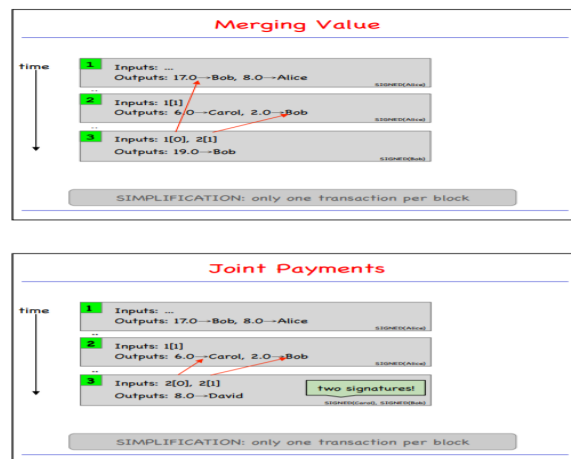 Merging Value
time
1
Inputs: ...
Outputs: 17.0→Bob, 8.0→Alice
SIGNED(Alice)
..
2
Inputs: 1[1]
Outputs: 6.0→Carol, 2.0→Bob
SIGNED(Alice)
..
3
Inputs: 1[0], 2[1]
Outputs: 19.0→Bob
SIGNED(Bob)
SIMPLIFICATION: only one transaction per block
Joint Payments
time
1
Inputs: ...
Outputs: 17.0→Bob, 8.0→Alice
SIGNED(Alice)
..
2
Inputs: 1[1]
Outputs: 6.0→Carol, 2.0→Bob
SIGNED(Alice)
..
3
Inputs: 2[0], 2[1]
two signatures!
Outputs: 8.0→David
SIGNED(Carol), SIGNED(Bob)
SIMPLIFICATION: only one transaction per block